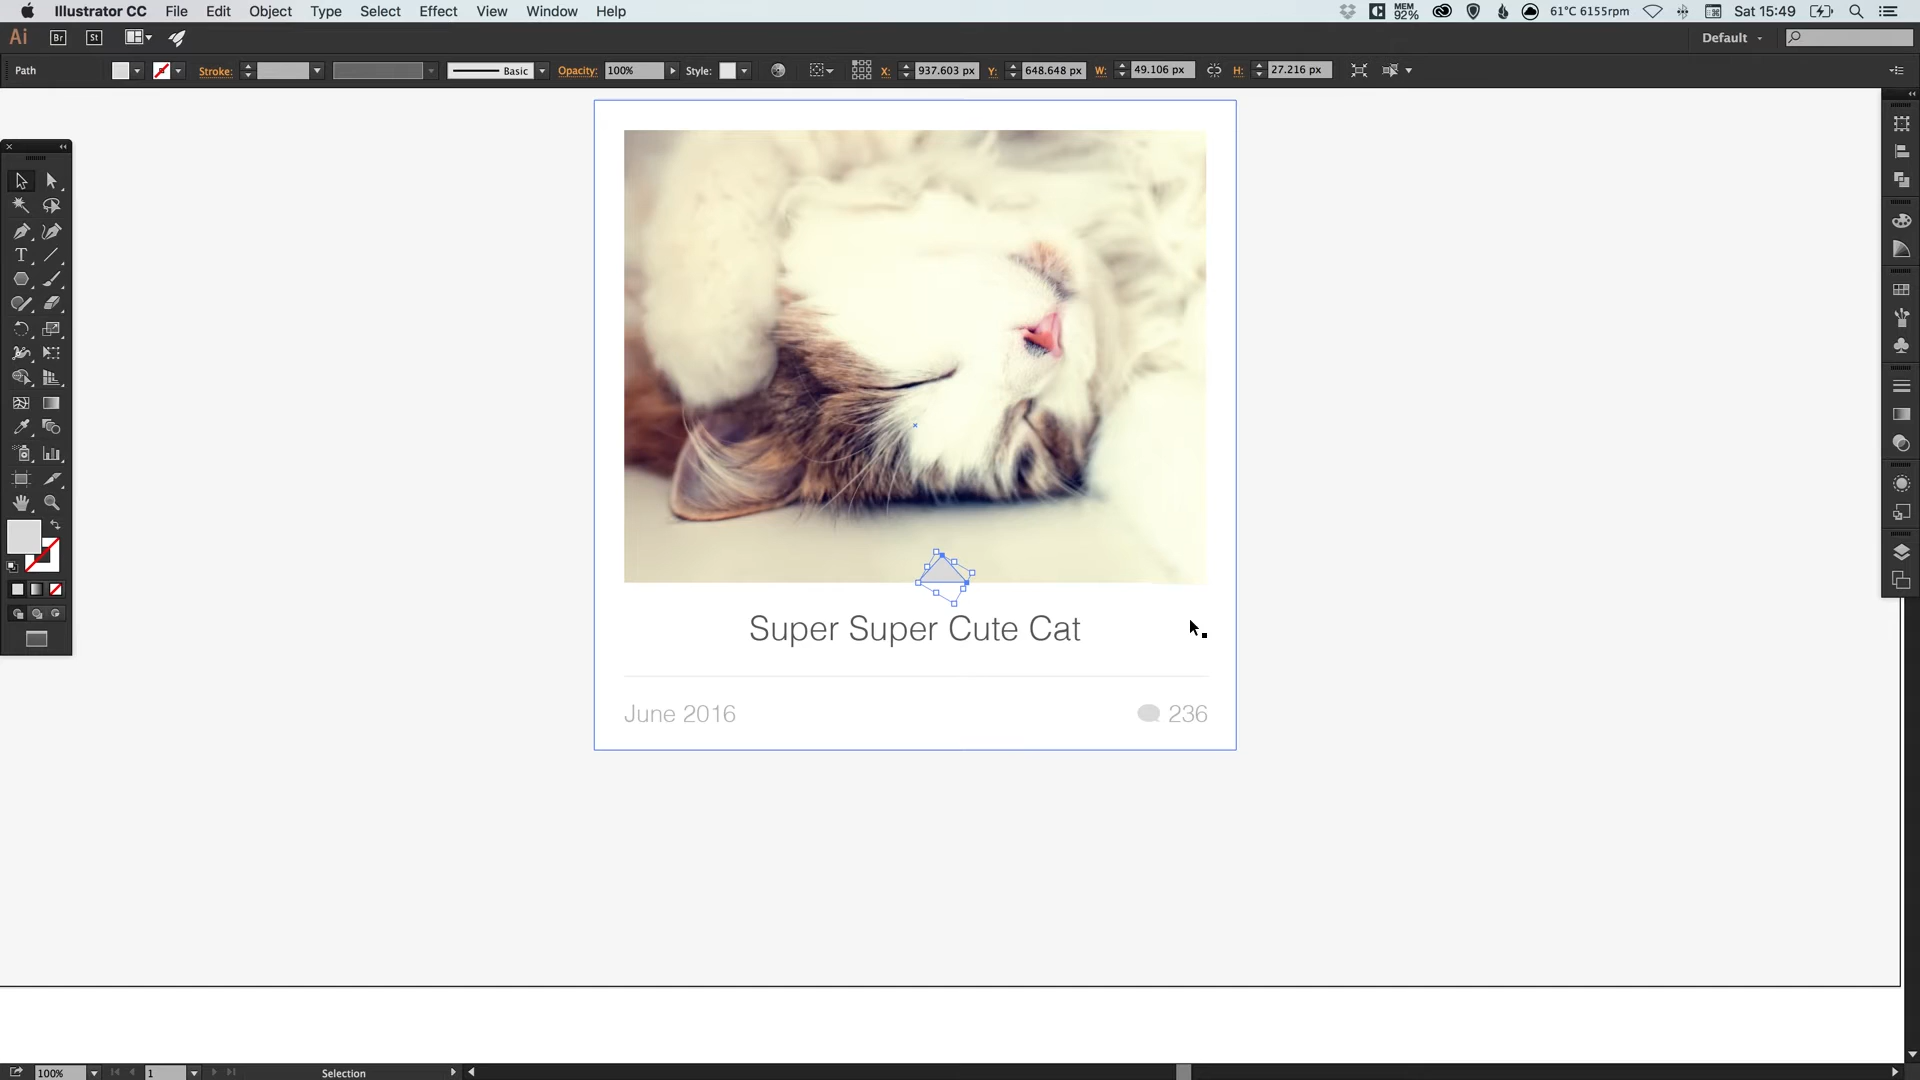 Illustrator CC File Edit Object Type Select Effect View Window Help MEM 92% 61°C 6155rpm Sat 15:49
Ai Br St Default
Path Stroke: Basic Opacity: 100% Style: X: 937.603 px Y: 648.648 px W: 49.106 px H: 27.216 px
Super Super Cute Cat
June 2016 236
100% 1 Selection